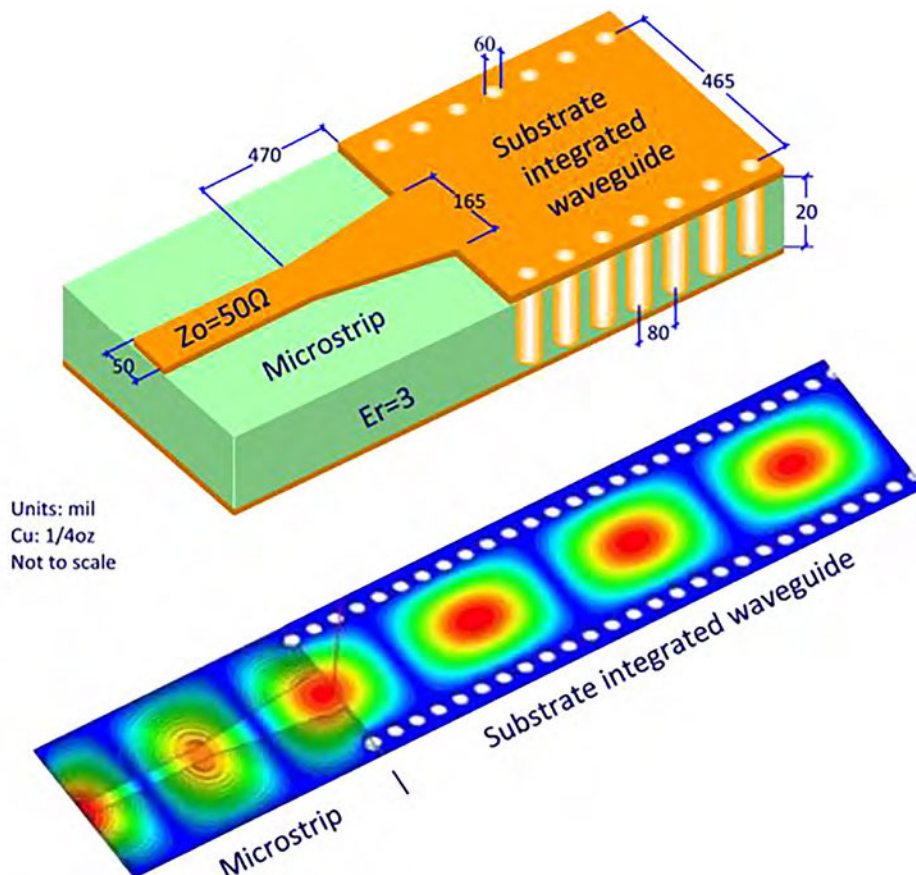 60
465
470
Substrate
integrated
waveguide
165
20
Zo=50Ω
Microstrip
80
50
Er=3
Units: mil
Cu: 1/4oz
Not to scale
Substrate integrated waveguide
Microstrip